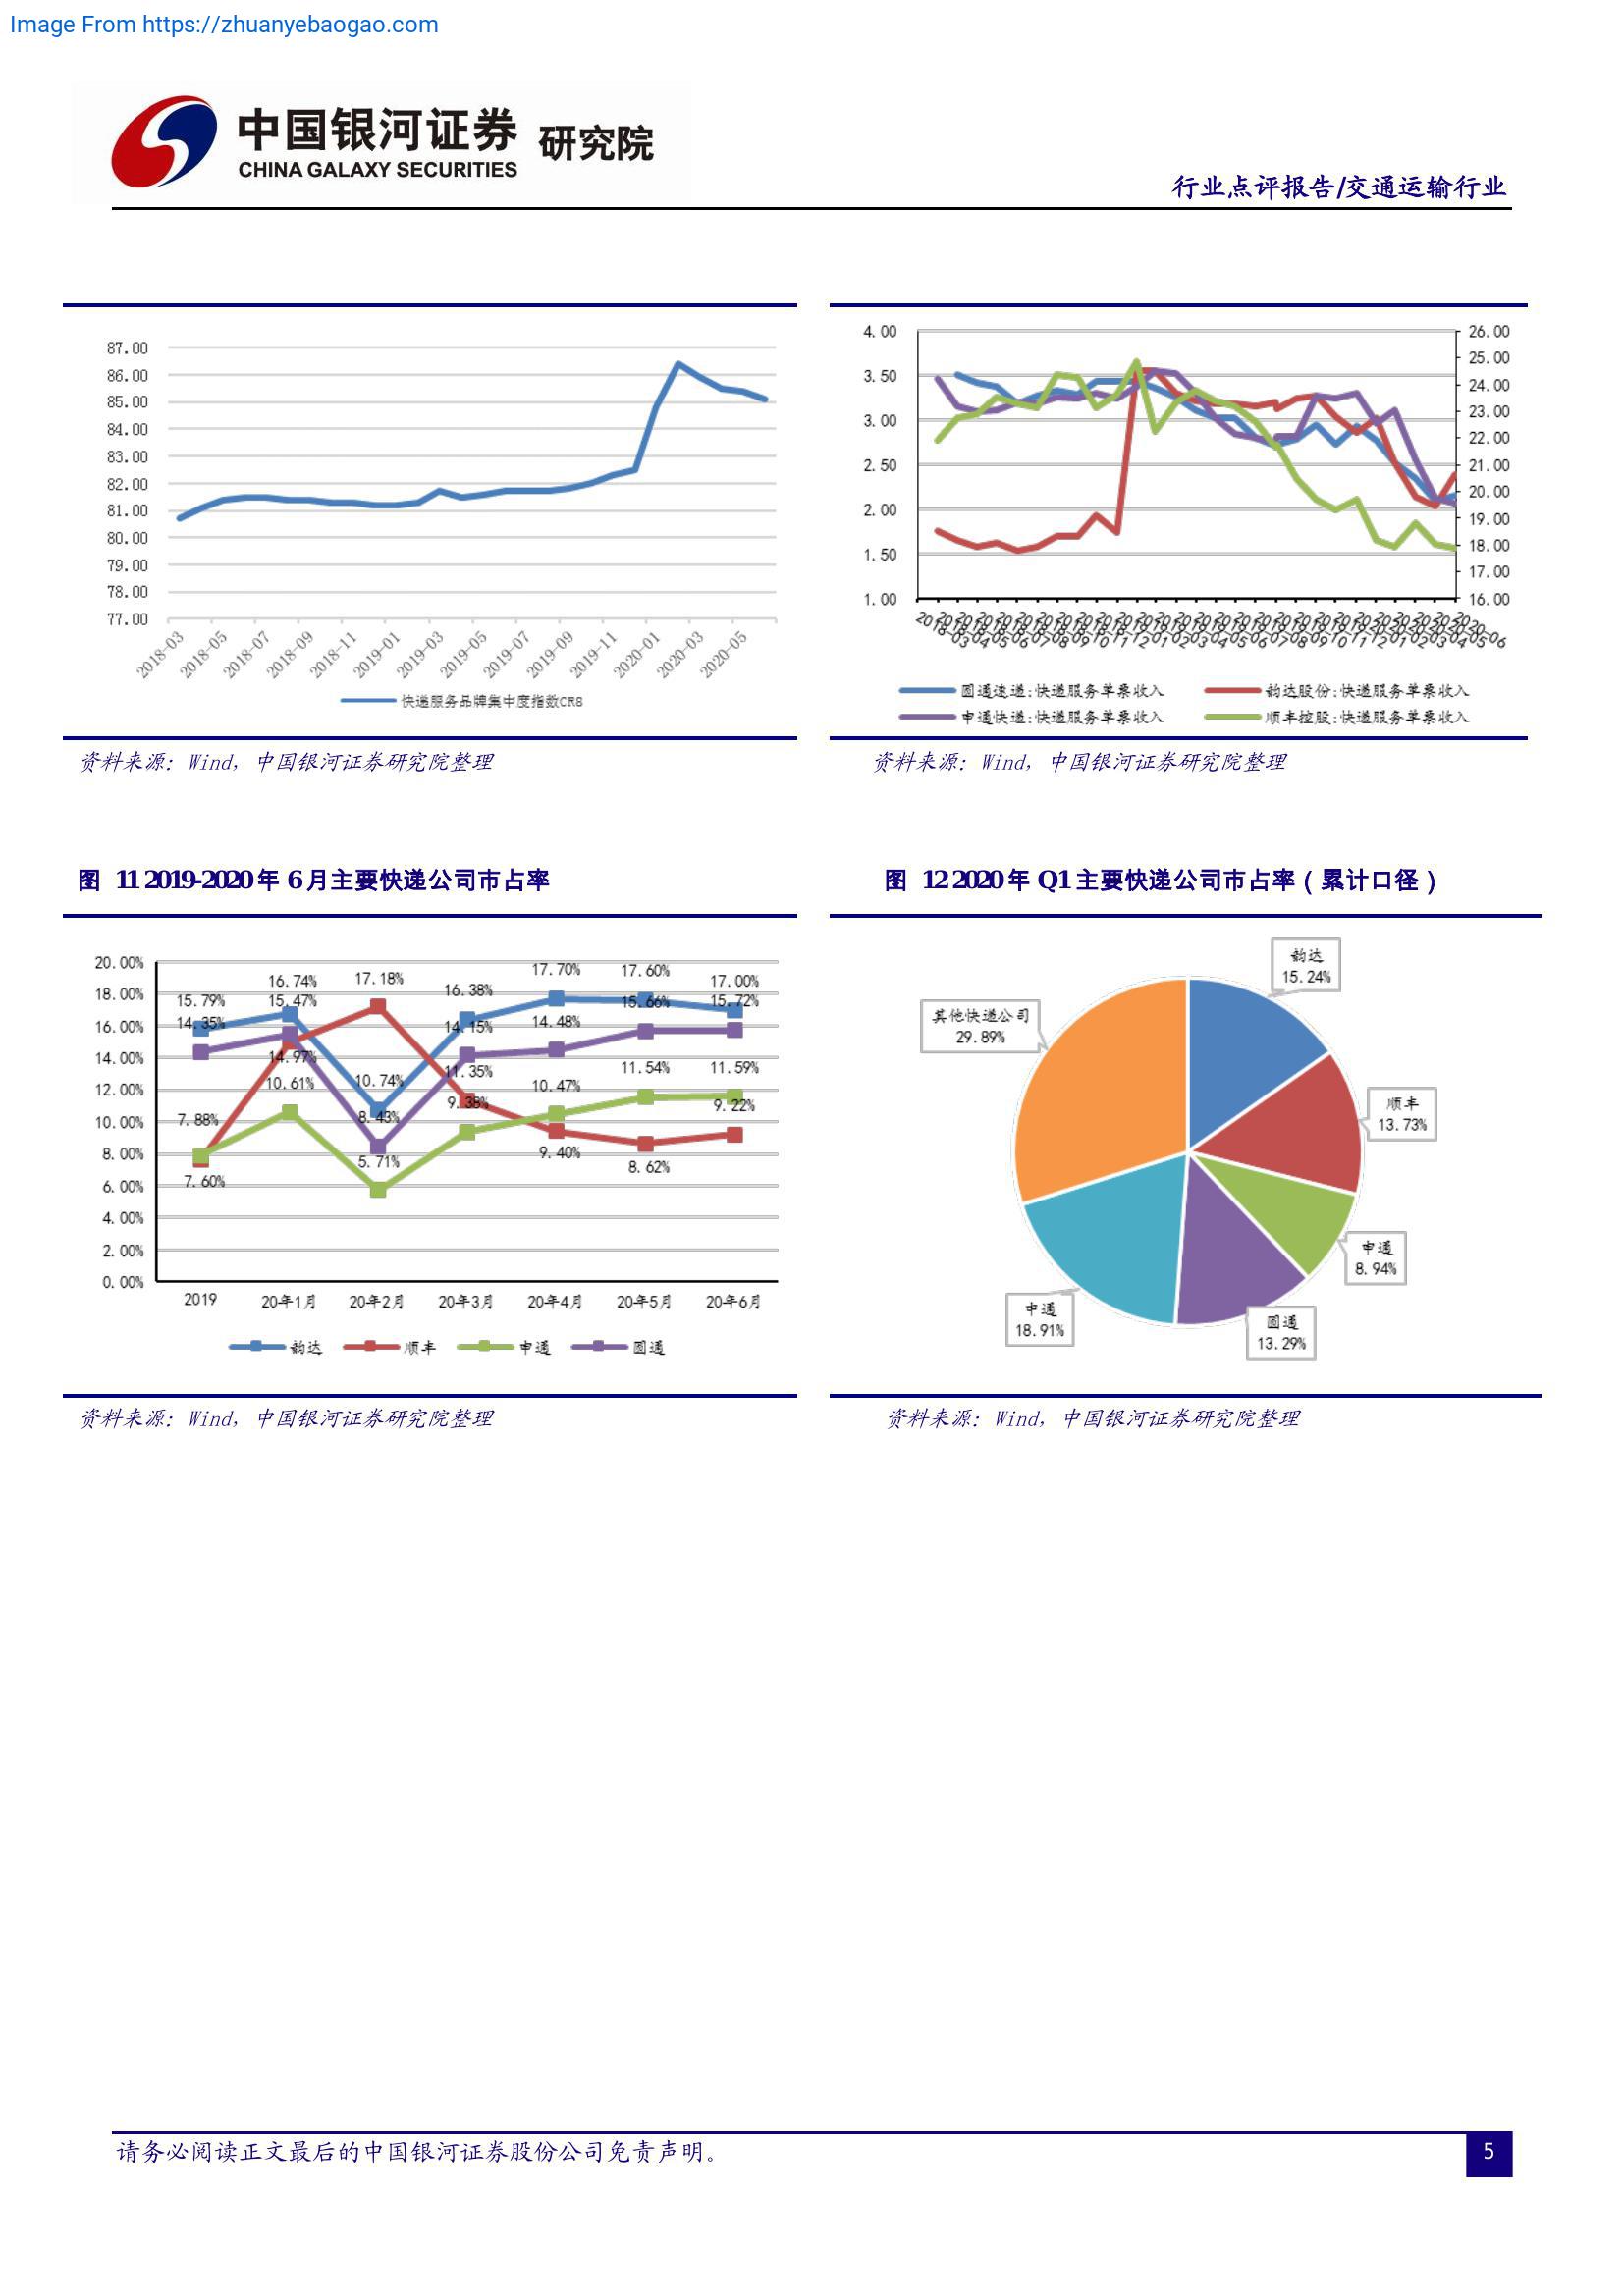 Image From https://zhuanyebaogao.com
中国银河证券 研究院
CHINA GALAXY SECURITIES
行业点评报告/交通运输行业
87.00
86.00
85.00
84.00
83.00
82.00
81.00
80.00
79.00
78.00
77.00
2018-03 2018-05 2018-07 2018-09 2018-11 2019-01 2019-03 2019-05 2019-07 2019-09 2019-11 2020-01 2020-03 2020-05
快递服务品牌集中度指数CR8
4.00
3.50
3.00
2.50
2.00
1.50
1.00
26.00
25.00
24.00
23.00
22.00
21.00
20.00
19.00
18.00
17.00
16.00
圆通速递:快递服务单票收入 韵达股份:快递服务单票收入
申通快递:快递服务单票收入 顺丰控股:快递服务单票收入
资料来源: Wind, 中国银河证券研究院整理
资料来源: Wind, 中国银河证券研究院整理
图 11 2019-2020 年 6 月主要快递公司市占率
20.00%
18.00%
16.00%
14.00%
12.00%
10.00%
8.00%
6.00%
4.00%
2.00%
0.00%
15.79% 16.74% 10.74% 16.38% 17.70% 17.60% 17.00%
14.35% 15.47% 8.43% 14.15% 14.48% 15.66% 15.72%
7.60% 14.97% 17.18% 11.35% 9.40% 8.62% 9.22%
7.88% 10.61% 5.71% 9.38% 10.47% 11.54% 11.59%
2019 20年1月 20年2月 20年3月 20年4月 20年5月 20年6月
韵达 顺丰 申通 圆通
资料来源: Wind, 中国银河证券研究院整理
图 12 2020 年 Q1 主要快递公司市占率（累计口径）
韵达
15.24%
顺丰
13.73%
申通
8.94%
圆通
13.29%
中通
18.91%
其他快递公司
29.89%
资料来源: Wind, 中国银河证券研究院整理
请务必阅读正文最后的中国银河证券股份公司免责声明。
5